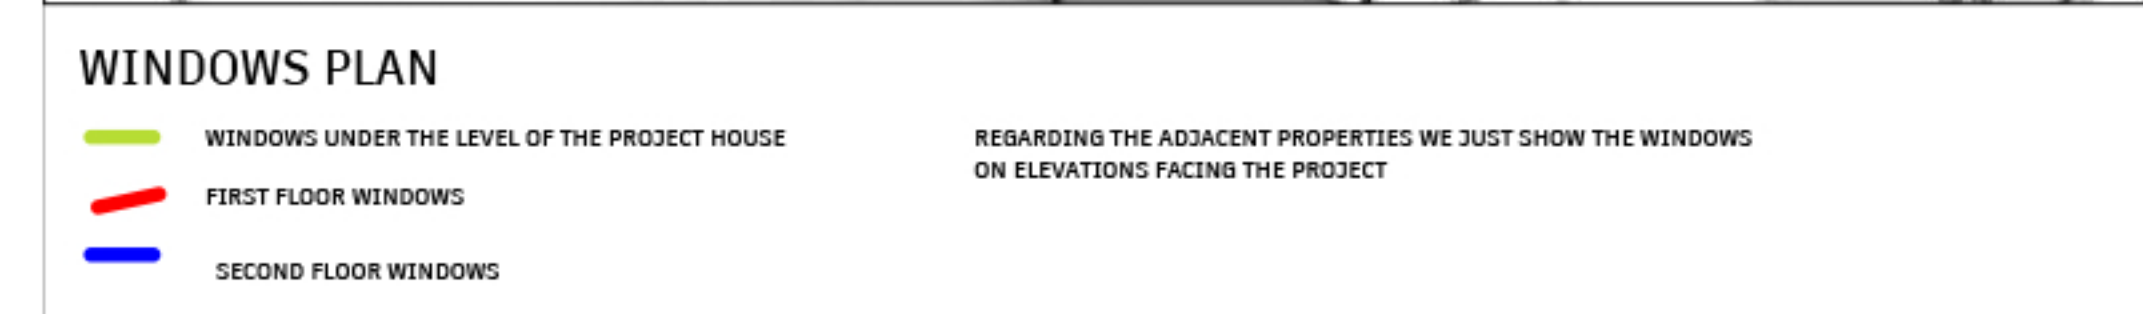 WINDOWS PLAN
WINDOWS UNDER THE LEVEL OF THE PROJECT HOUSE
FIRST FLOOR WINDOWS
SECOND FLOOR WINDOWS
REGARDING THE ADJACENT PROPERTIES WE JUST SHOW THE WINDOWS
ON ELEVATIONS FACING THE PROJECT